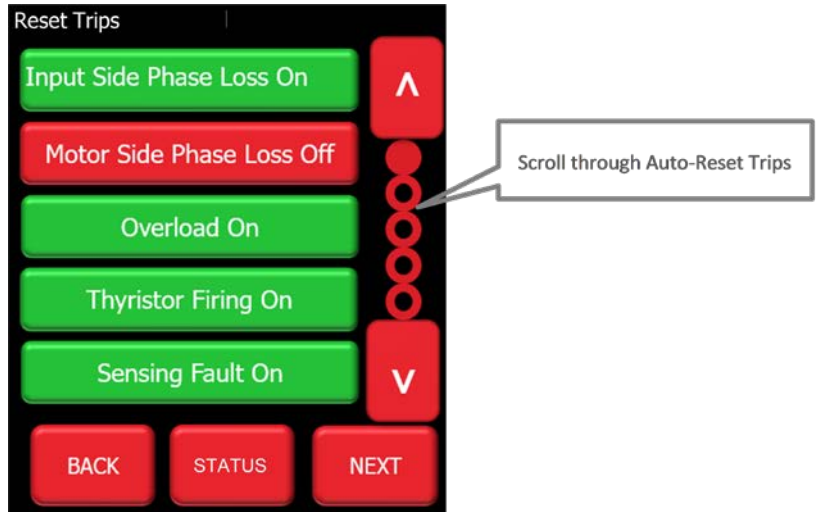 Reset Trips
Input Side Phase Loss On
Motor Side Phase Loss Off
Overload On
Thyristor Firing On
Sensing Fault On
Scroll through Auto-Reset Trips
BACK
STATUS
NEXT